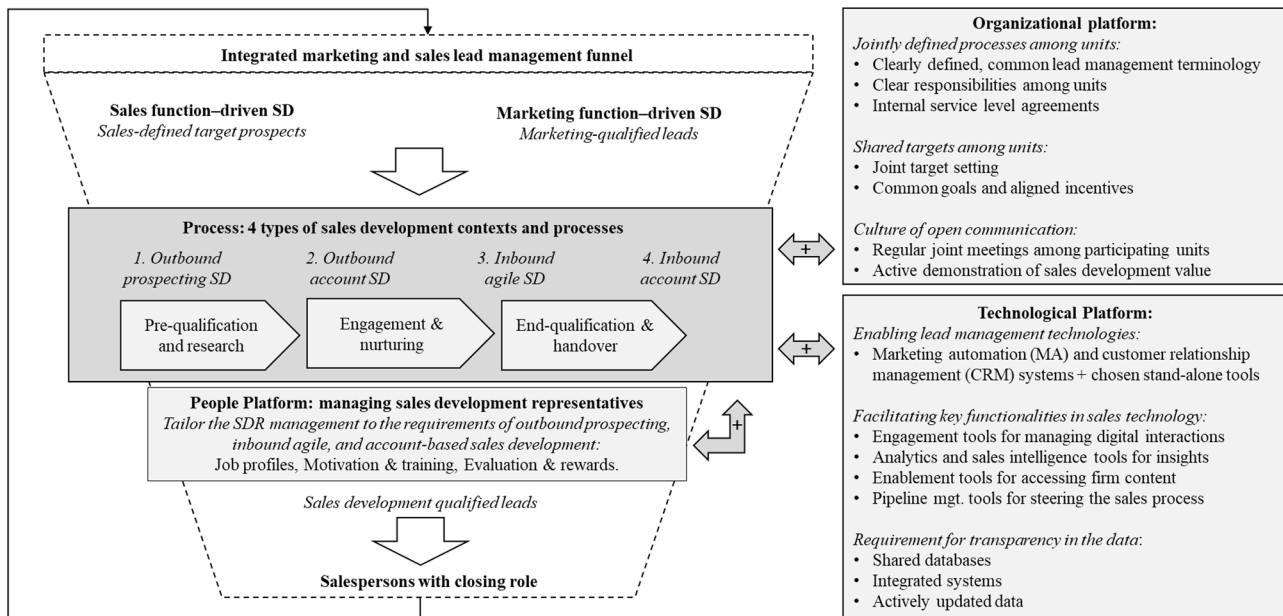 Integrated marketing and sales lead management funnel
Sales function–driven SD
Sales-defined target prospects
Marketing function–driven SD
Marketing-qualified leads
Process: 4 types of sales development contexts and processes
1. Outbound
prospecting SD
2. Outbound
account SD
3. Inbound
agile SD
4. Inbound
account SD
Pre-qualification
and research
Engagement &
nurturing
End-qualification &
handover
People Platform: managing sales development representatives
Tailor the SDR management to the requirements of outbound prospecting,
inbound agile, and account-based sales development:
Job profiles, Motivation & training, Evaluation & rewards.
Sales development qualified leads
Salespersons with closing role
+
+
+
Organizational platform:
Jointly defined processes among units:
• Clearly defined, common lead management terminology
• Clear responsibilities among units
• Internal service level agreements
Shared targets among units:
• Joint target setting
• Common goals and aligned incentives
Culture of open communication:
• Regular joint meetings among participating units
• Active demonstration of sales development value
Technological Platform:
Enabling lead management technologies:
• Marketing automation (MA) and customer relationship
management (CRM) systems + chosen stand-alone tools
Facilitating key functionalities in sales technology:
• Engagement tools for managing digital interactions
• Analytics and sales intelligence tools for insights
• Enablement tools for accessing firm content
• Pipeline mgt. tools for steering the sales process
Requirement for transparency in the data:
• Shared databases
• Integrated systems
• Actively updated data